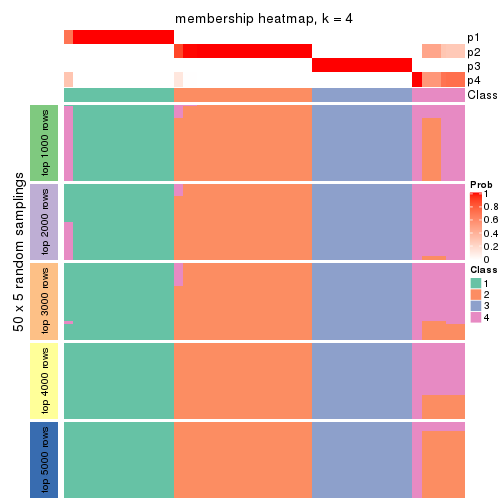 membership heatmap, k = 4
p1
p2
p3
p4
Class
50 x 5 random samplings
top 1000 rows
top 2000 rows
top 3000 rows
top 4000 rows
top 5000 rows
Prob
1
0.8
0.6
0.4
0.2
0
Class
1
2
3
4